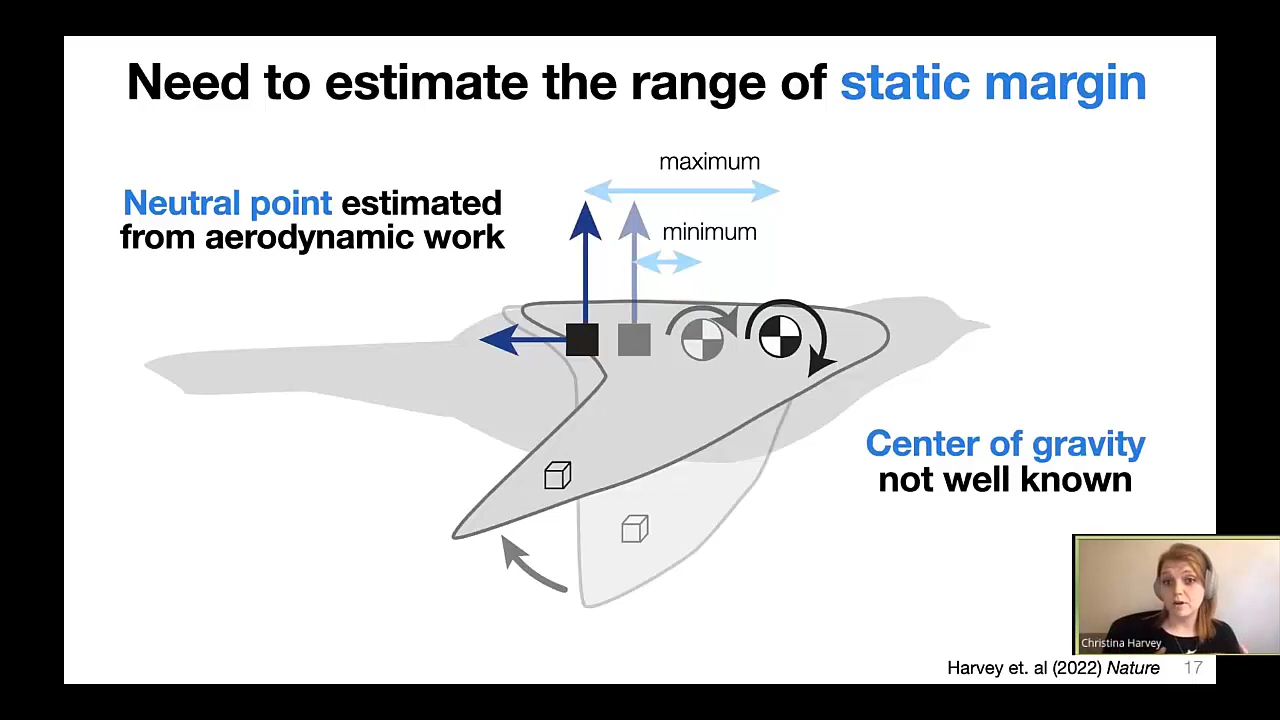 Need to estimate the range of static margin
maximum
Neutral point estimated
from aerodynamic work
minimum
Center of gravity
not well known
Christina Harvey
Harvey et. al (2022) Nature 17